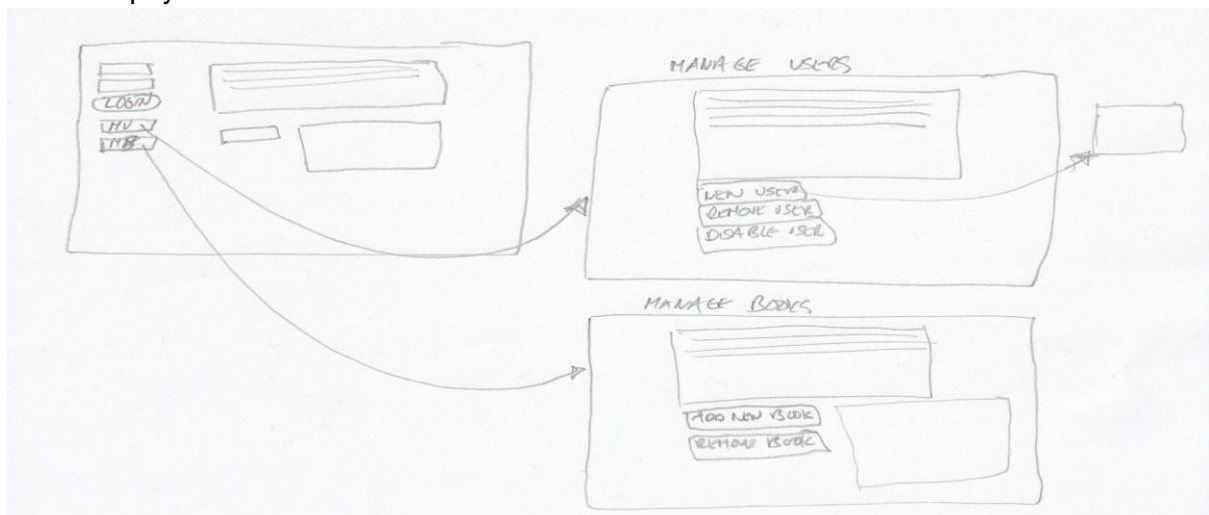 LOGIN
MU
MB
MANAGE USERS
NEW USER
REMOVE USER
DISABLE USER
MANAGE BOOKS
ADD NEW BOOK
REMOVE BOOK